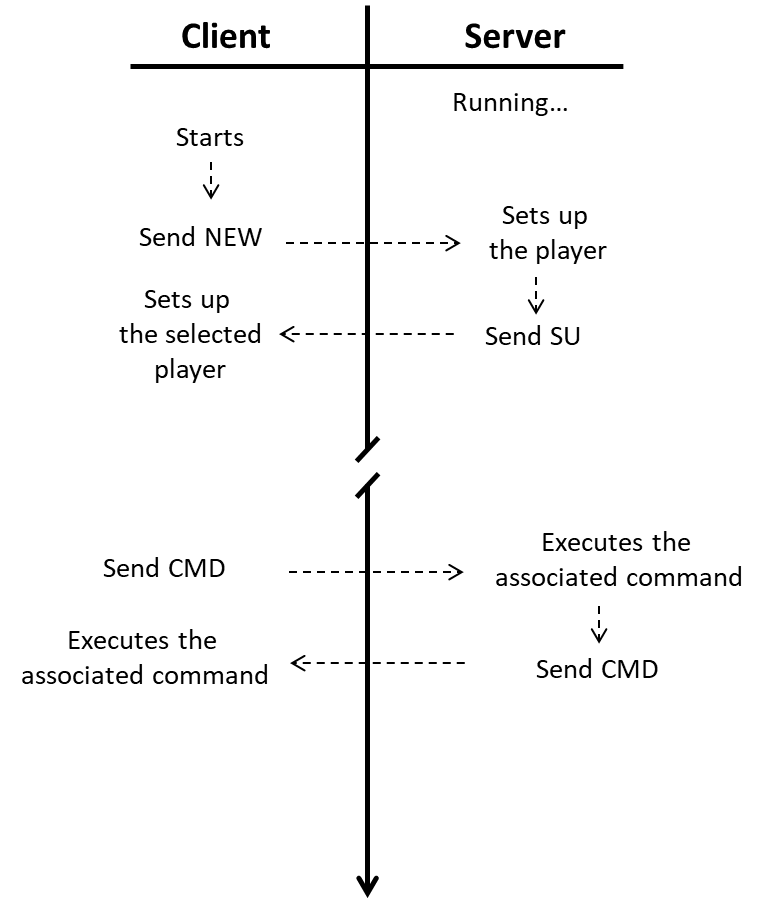 Client
Server
Running...
Starts
Send NEW
Sets up
the player
Sets up
the selected
player
Send SU
Send CMD
Executes the
associated command
Executes the
associated command
Send CMD